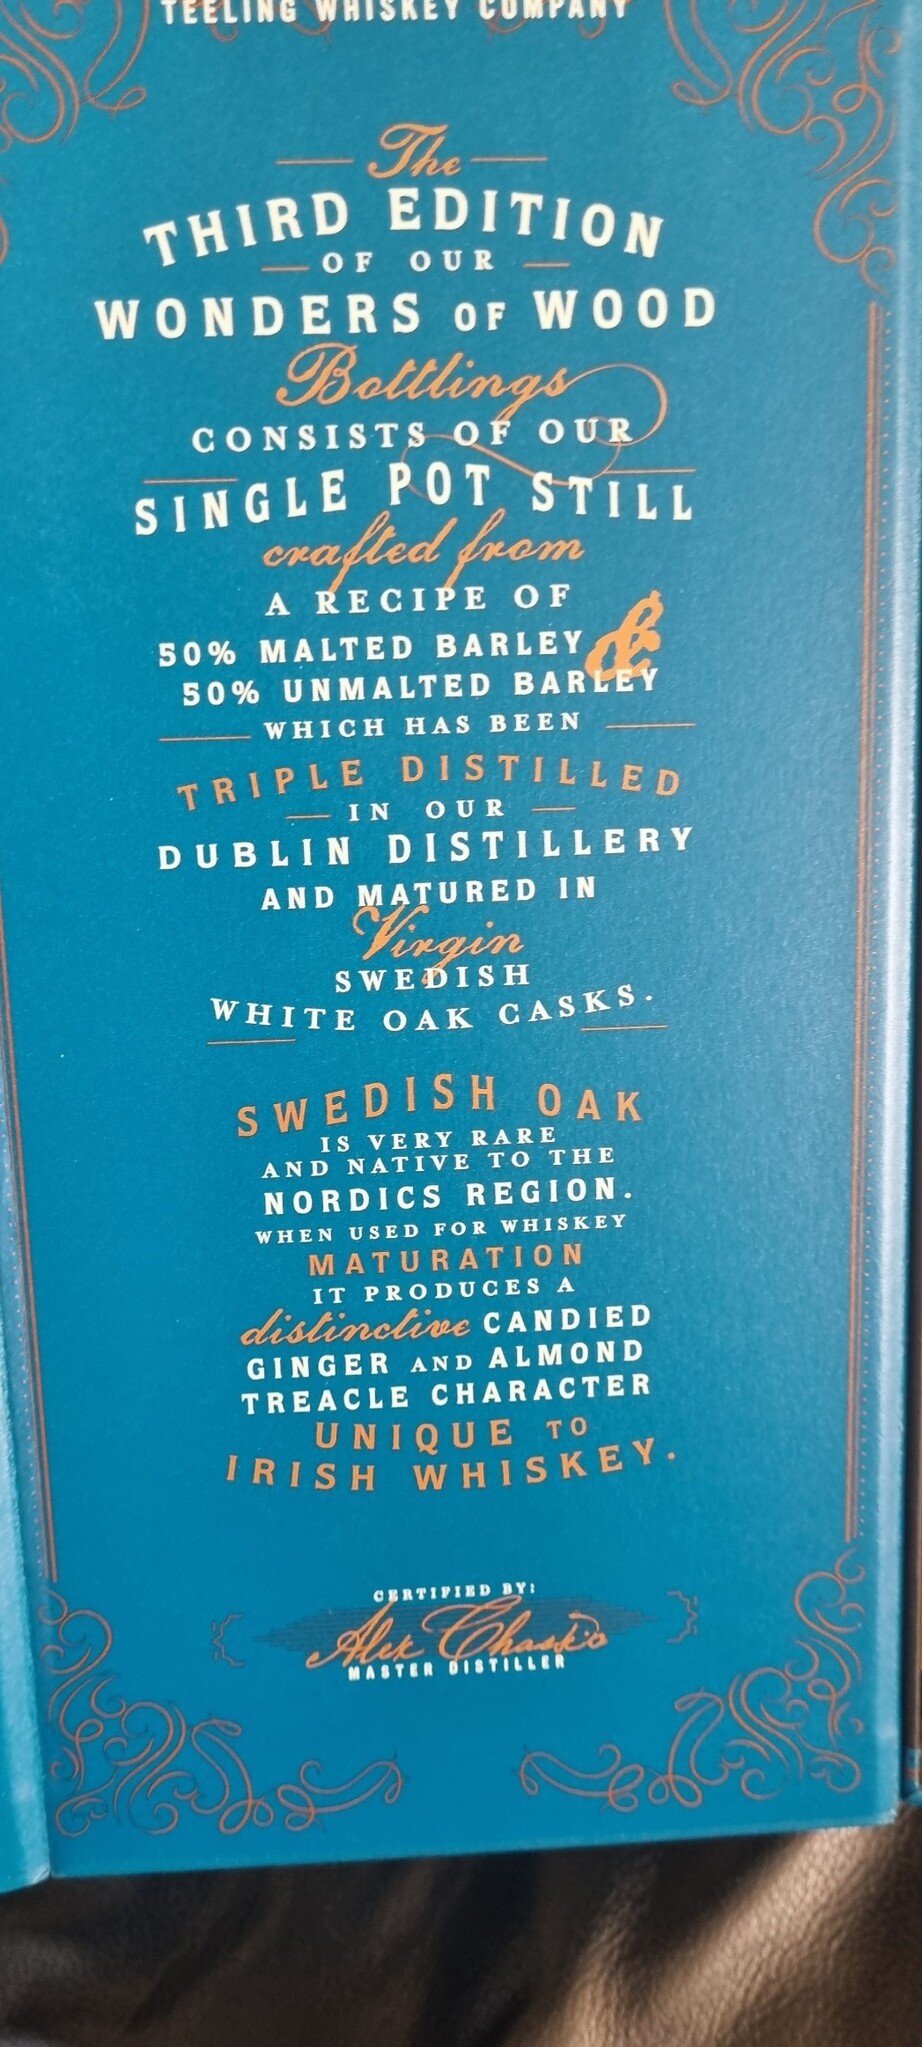 TEELING WHISKEY COMPANY
The
THIRD EDITION
OF OUR
WONDERS OF WOOD
Bottlings
CONSISTS OF OUR
SINGLE POT STILL
crafted from
A RECIPE OF
50% MALTED BARLEY &
50% UNMALTED BARLEY
WHICH HAS BEEN
TRIPLE DISTILLED
IN OUR
DUBLIN DISTILLERY
AND MATURED IN
Virgin
SWEDISH
WHITE OAK CASKS.
SWEDISH OAK
IS VERY RARE
AND NATIVE TO THE
NORDICS REGION.
WHEN USED FOR WHISKEY
MATURATION
IT PRODUCES A
distinctive CANDIED
GINGER AND ALMOND
TREACLE CHARACTER
UNIQUE TO
IRISH WHISKEY.
CERTIFIED BY:
Alex Chasko
MASTER DISTILLER